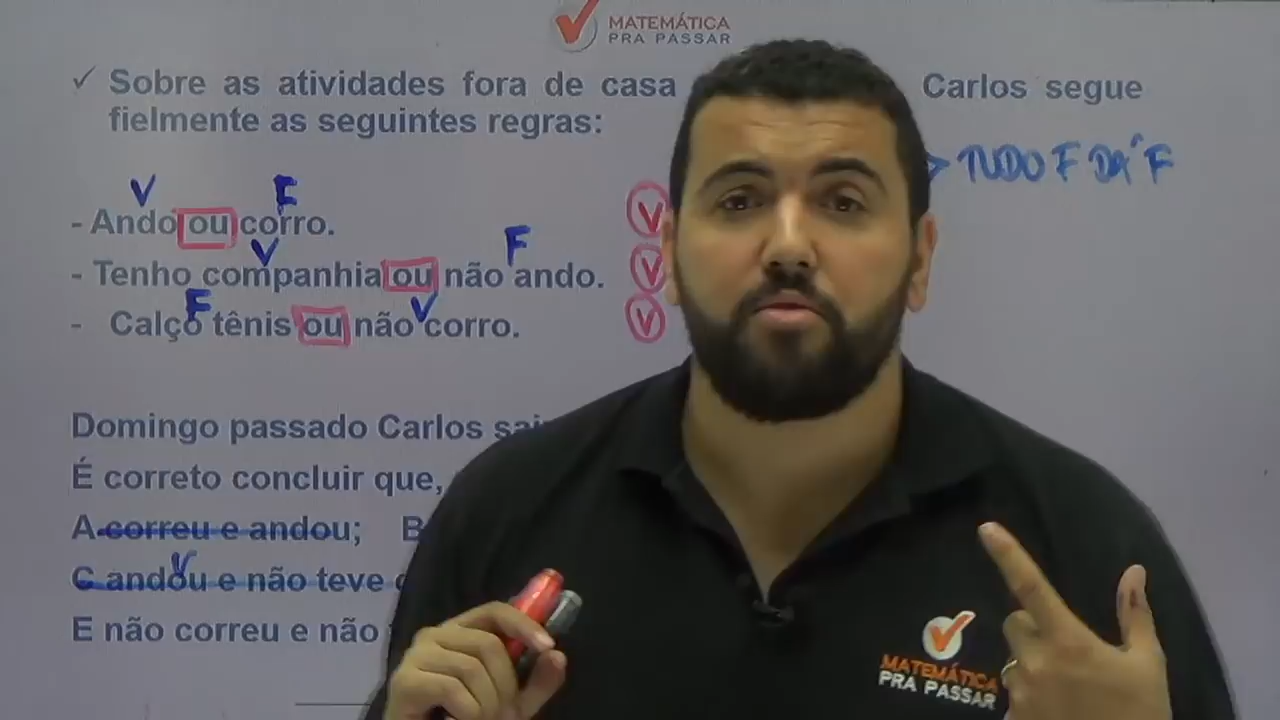 MATEMÁTICA
PRA PASSAR
✓ Sobre as atividades fora de casa Carlos segue
fielmente as seguintes regras:
> TUDO F DÁ F
V F
- Ando ou corro. V
V F
- Tenho companhia ou não ando. V
F V
- Calço tênis ou não corro. V
Domingo passado Carlos
É correto concluir que,
A correu e andou; B
V
C andou e não teve
E não correu e não
MATEMÁTICA
PRA PASSAR